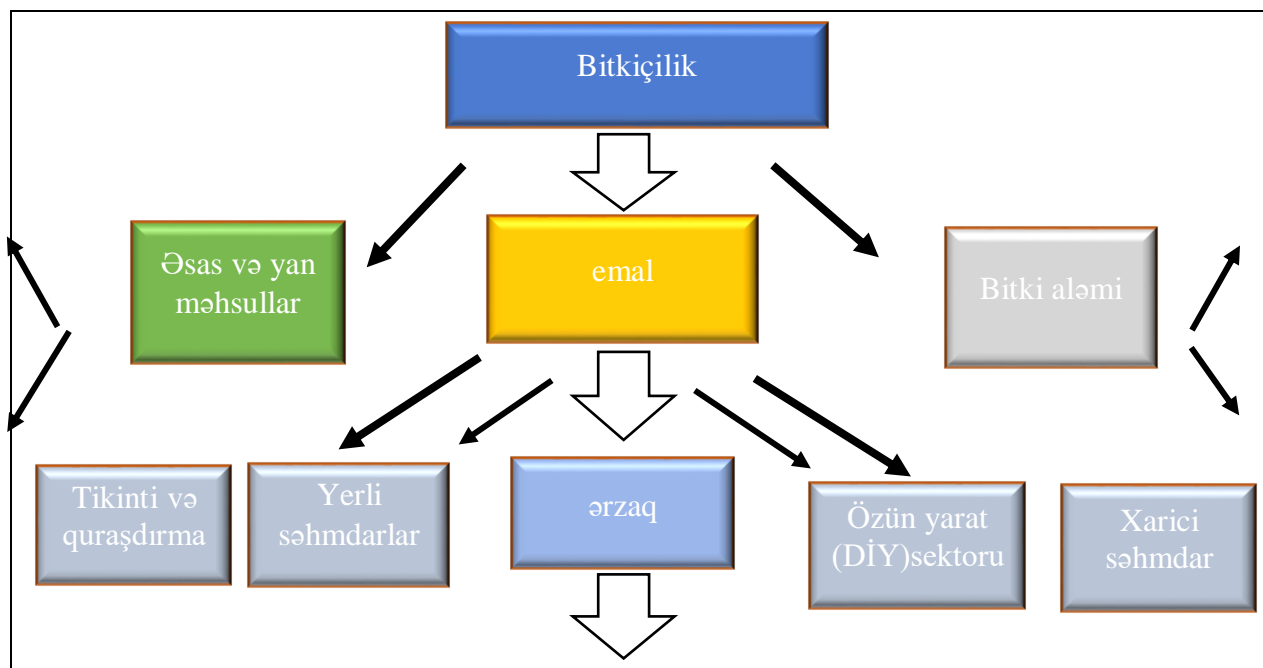 Bitkiçilik
Əsas və yan
məhsullar
emal
Bitki aləmi
Tikinti və
quraşdırma
Yerli
səhmdarlar
ərzaq
Özün yarat
(DİY)sektoru
Xarici
səhmdar